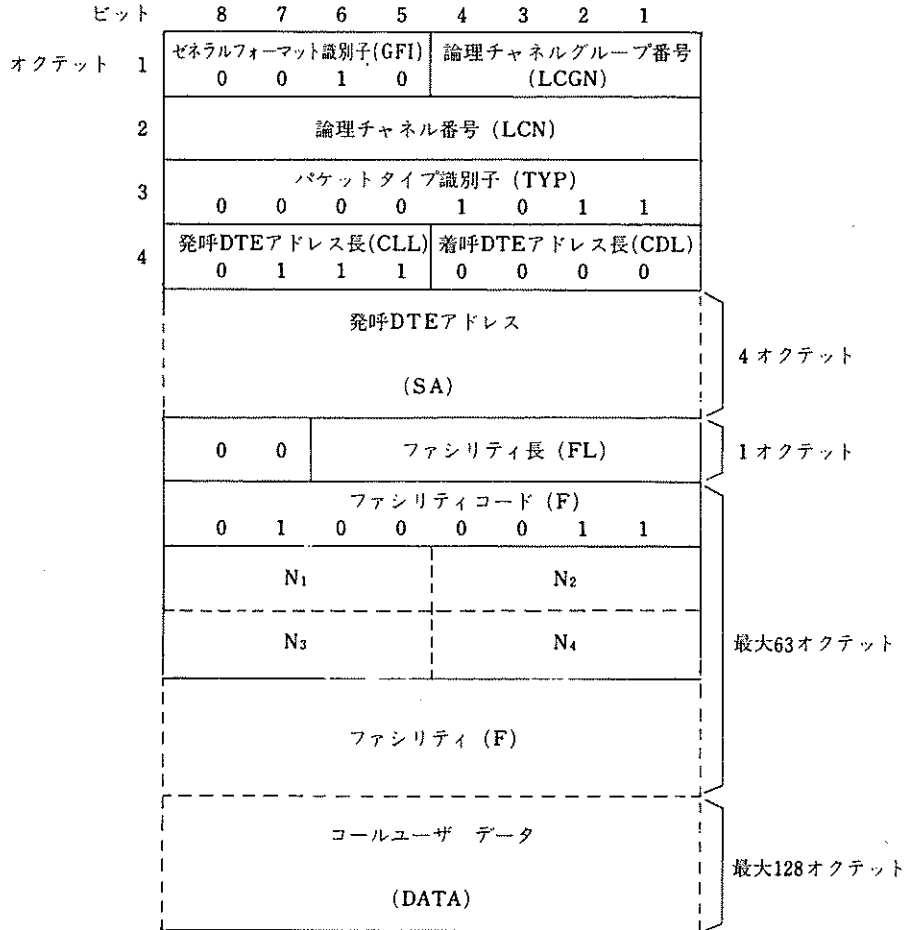 ビット 8 7 6 5 4 3 2 1
オクテット 1
ゼネラルフォーマット識別子(GFI)
0 0 1 0
論理チャネルグループ番号
(LCGN)
2
論理チャネル番号 (LCN)
3
パケットタイプ識別子 (TYP)
0 0 0 0 1 0 1 1
4
発呼DTEアドレス長(CLL)
0 1 1 1
着呼DTEアドレス長(CDL)
0 0 0 0
発呼DTEアドレス
(SA)
4オクテット
0 0
ファシリティ長 (FL)
1オクテット
ファシリティコード (F)
0 1 0 0 0 0 1 1
N₁ N₂
N₃ N₄
最大63オクテット
ファシリティ (F)
コールユーザ データ
(DATA)
最大128オクテット